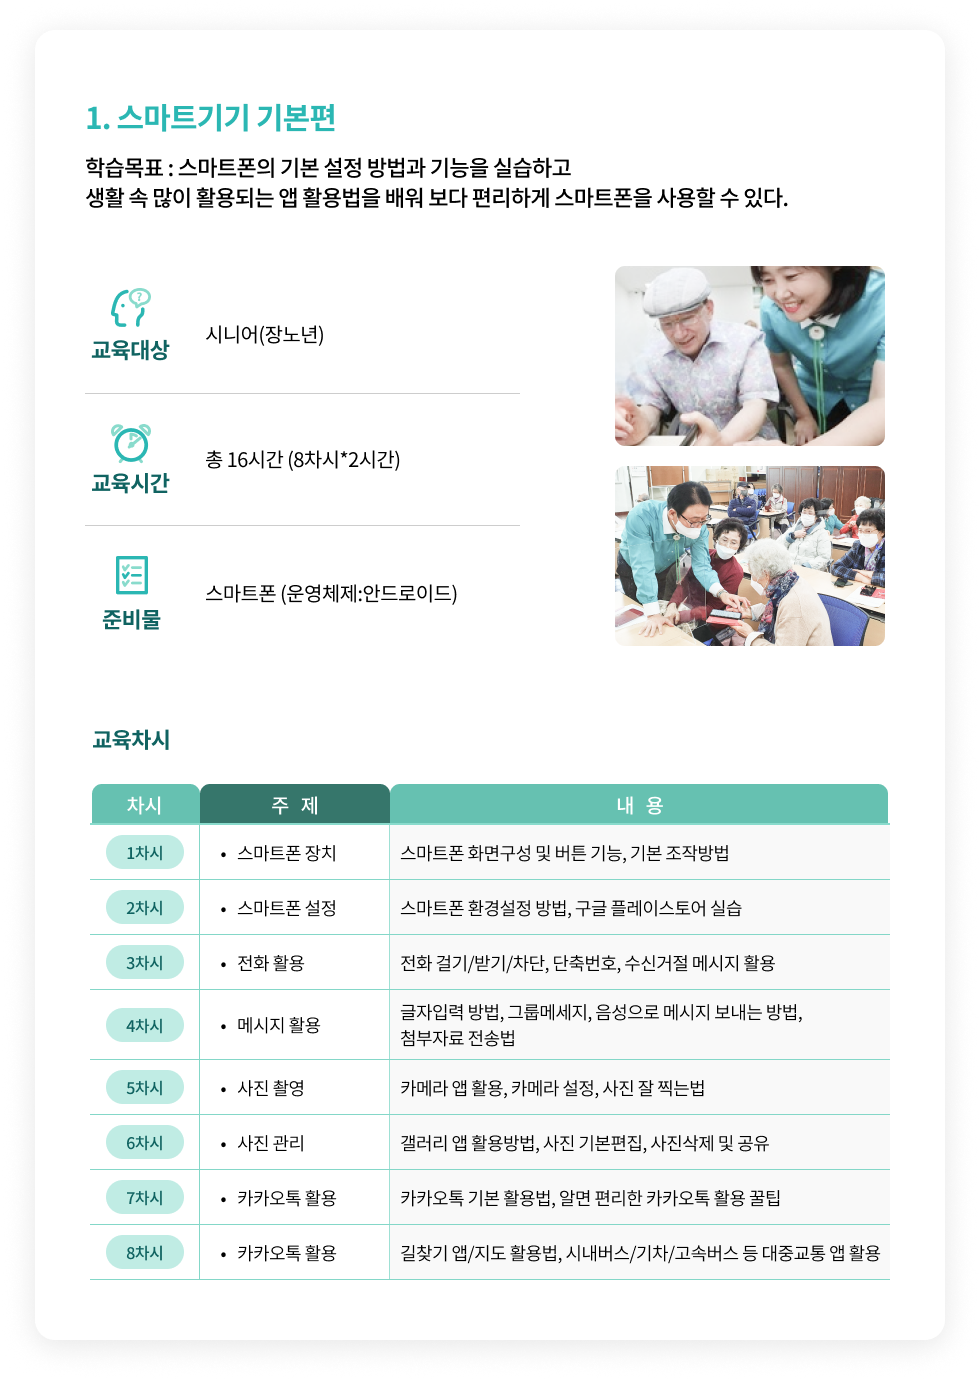 1. 스마트기기 기본편
학습목표 : 스마트폰의 기본 설정 방법과 기능을 실습하고
생활 속 많이 활용되는 앱 활용법을 배워 보다 편리하게 스마트폰을 사용할 수 있다.
?
교육대상
시니어(장노년)
교육시간
총 16시간 (8차시*2시간)
준비물
스마트폰 (운영체제:안드로이드)
교육차시
차시 주 제 내 용
1차시 • 스마트폰 장치 스마트폰 화면구성 및 버튼 기능, 기본 조작방법
2차시 • 스마트폰 설정 스마트폰 환경설정 방법, 구글 플레이스토어 실습
3차시 • 전화 활용 전화 걸기/받기/차단, 단축번호, 수신거절 메시지 활용
4차시 • 메시지 활용 글자입력 방법, 그룹메세지, 음성으로 메시지 보내는 방법,
첨부자료 전송법
5차시 • 사진 촬영 카메라 앱 활용, 카메라 설정, 사진 잘 찍는법
6차시 • 사진 관리 갤러리 앱 활용방법, 사진 기본편집, 사진삭제 및 공유
7차시 • 카카오톡 활용 카카오톡 기본 활용법, 알면 편리한 카카오톡 활용 꿀팁
8차시 • 카카오톡 활용 길찾기 앱/지도 활용법, 시내버스/기차/고속버스 등 대중교통 앱 활용